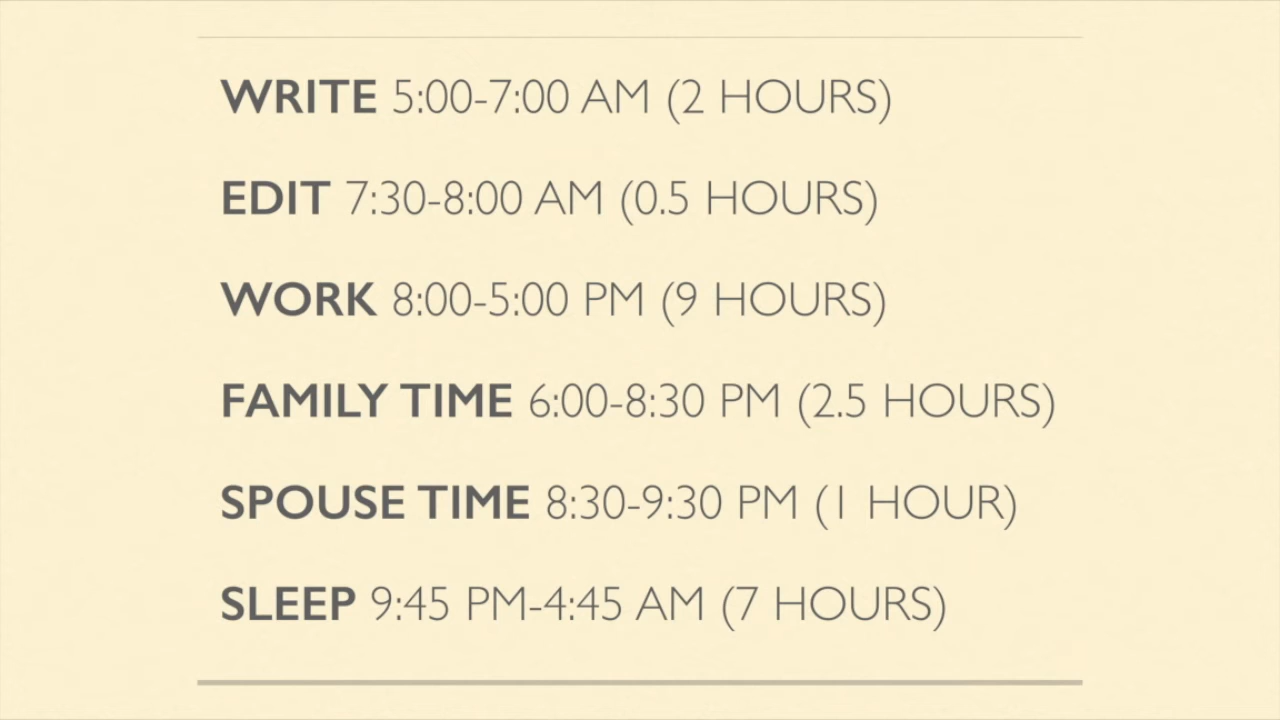 WRITE 5:00-7:00 AM (2 HOURS)
EDIT 7:30-8:00 AM (0.5 HOURS)
WORK 8:00-5:00 PM (9 HOURS)
FAMILY TIME 6:00-8:30 PM (2.5 HOURS)
SPOUSE TIME 8:30-9:30 PM (1 HOUR)
SLEEP 9:45 PM-4:45 AM (7 HOURS)